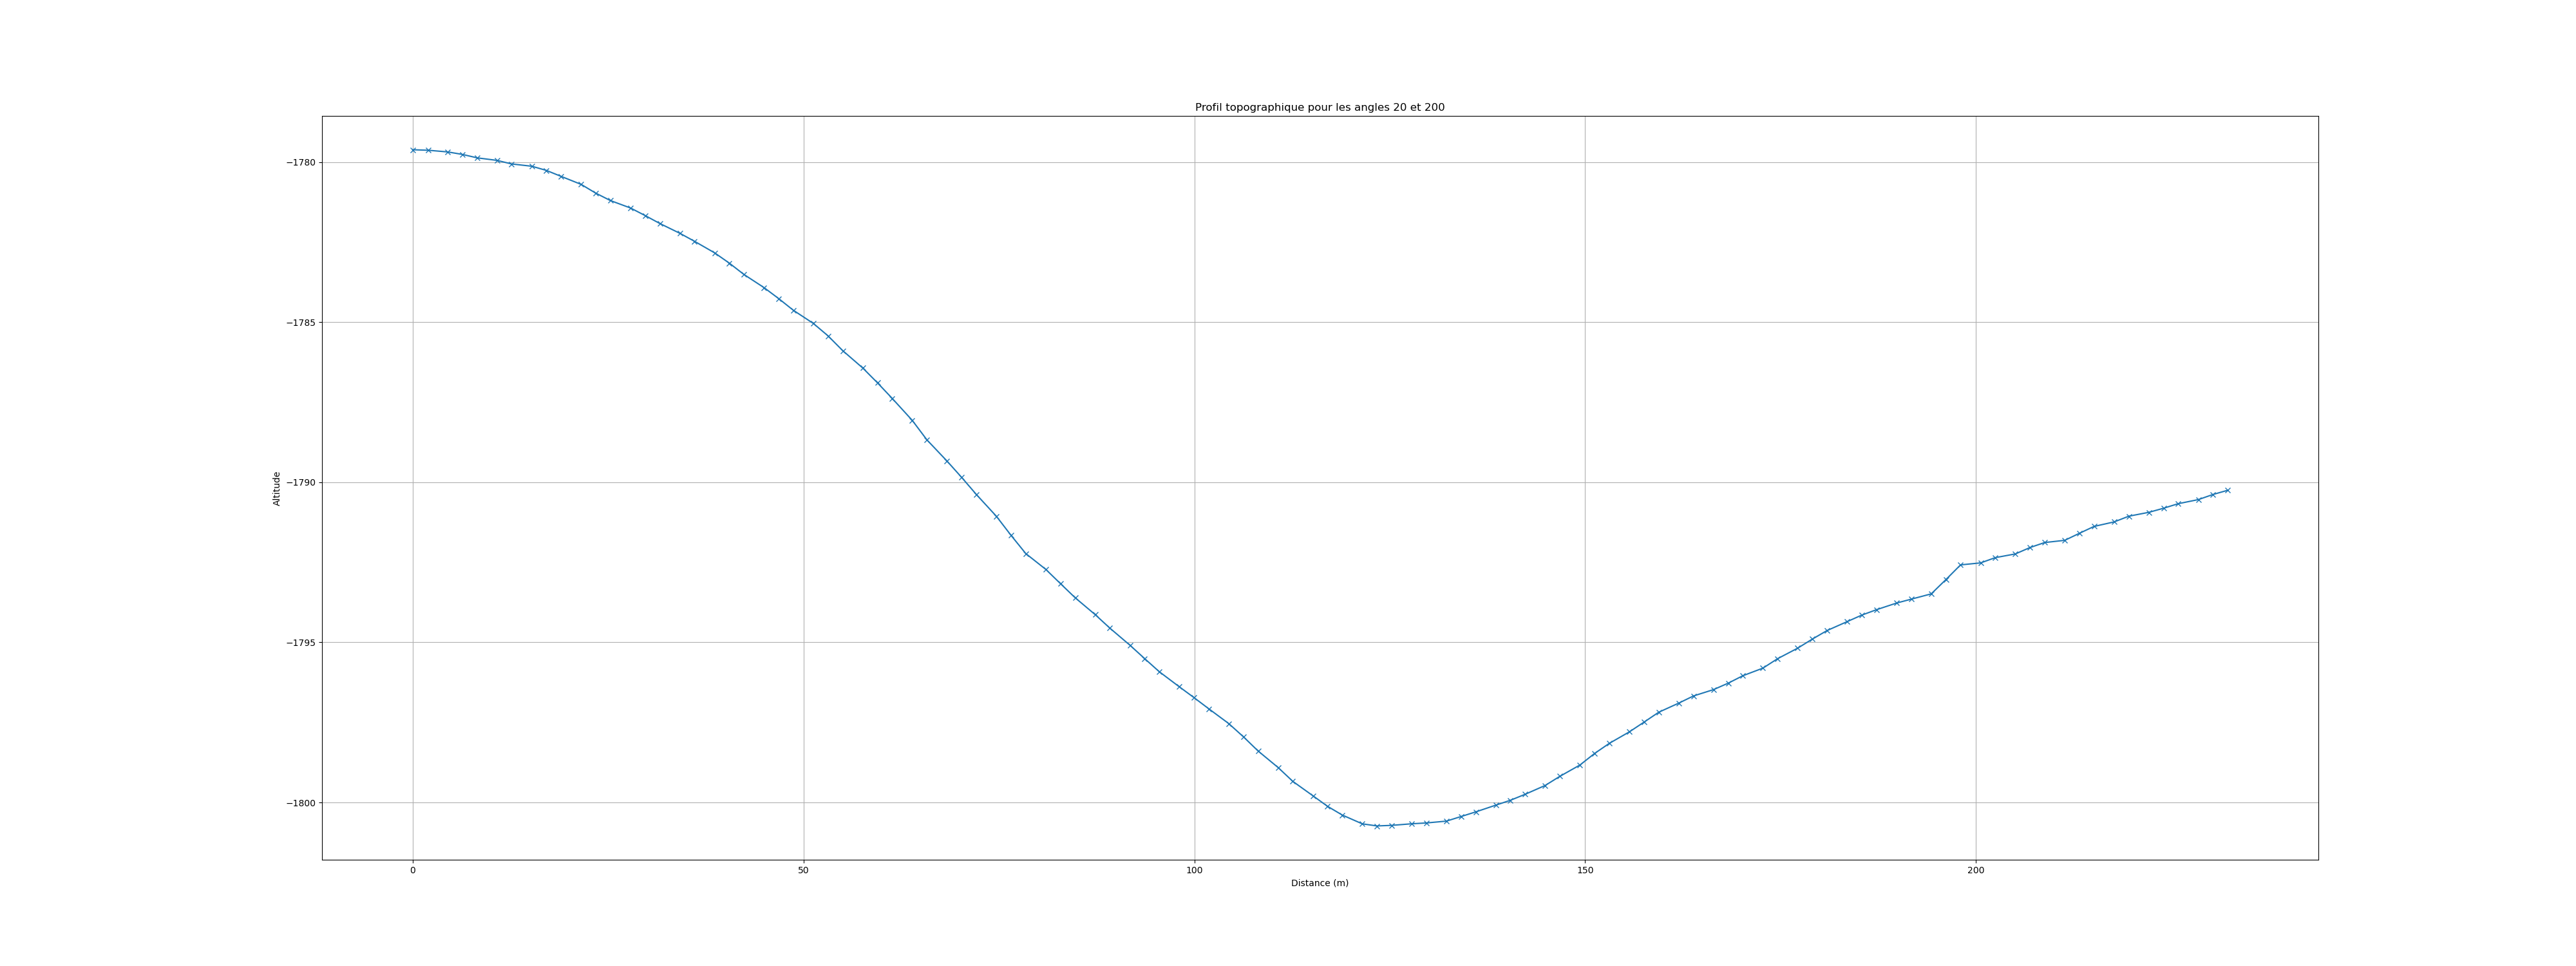 Profil topographique pour les angles 20 et 200
−1780
−1785
−1790
−1795
−1800
Altitude
0 50 100 150 200
Distance (m)